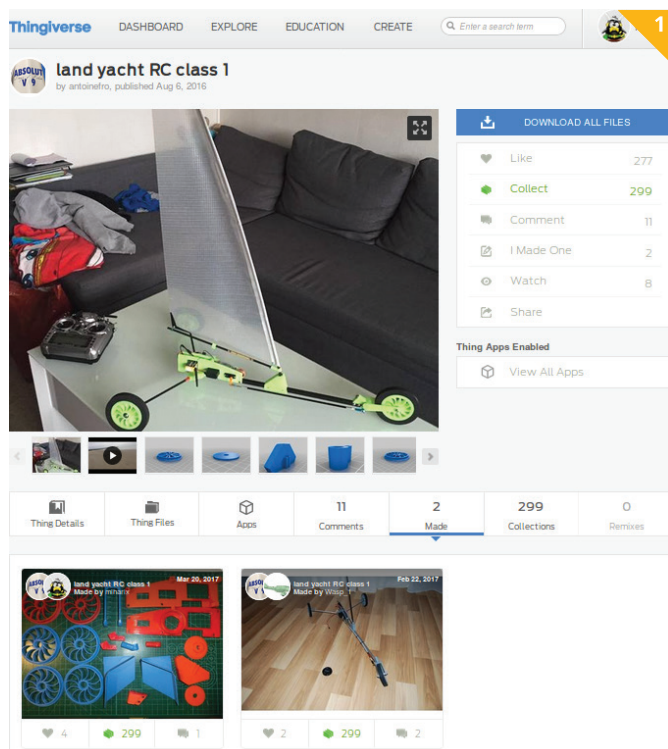 1
Thingiverse DASHBOARD EXPLORE EDUCATION CREATE Enter a search term
ABSOLUT
V 9
land yacht RC class 1
by antoinefro, published Aug 6, 2016
DOWNLOAD ALL FILES
Like 277
Collect 299
Comment 11
I Made One 2
Watch 8
Share
Thing Apps Enabled
View All Apps
Thing Details
Thing Files
Apps
11
Comments
2
Made
299
Collections
0
Remixes
land yacht RC class 1
Made by miharix
Mar 20, 2017
4 299 1
land yacht RC class 1
Made by Wasp_
Feb 22, 2017
2 299 2